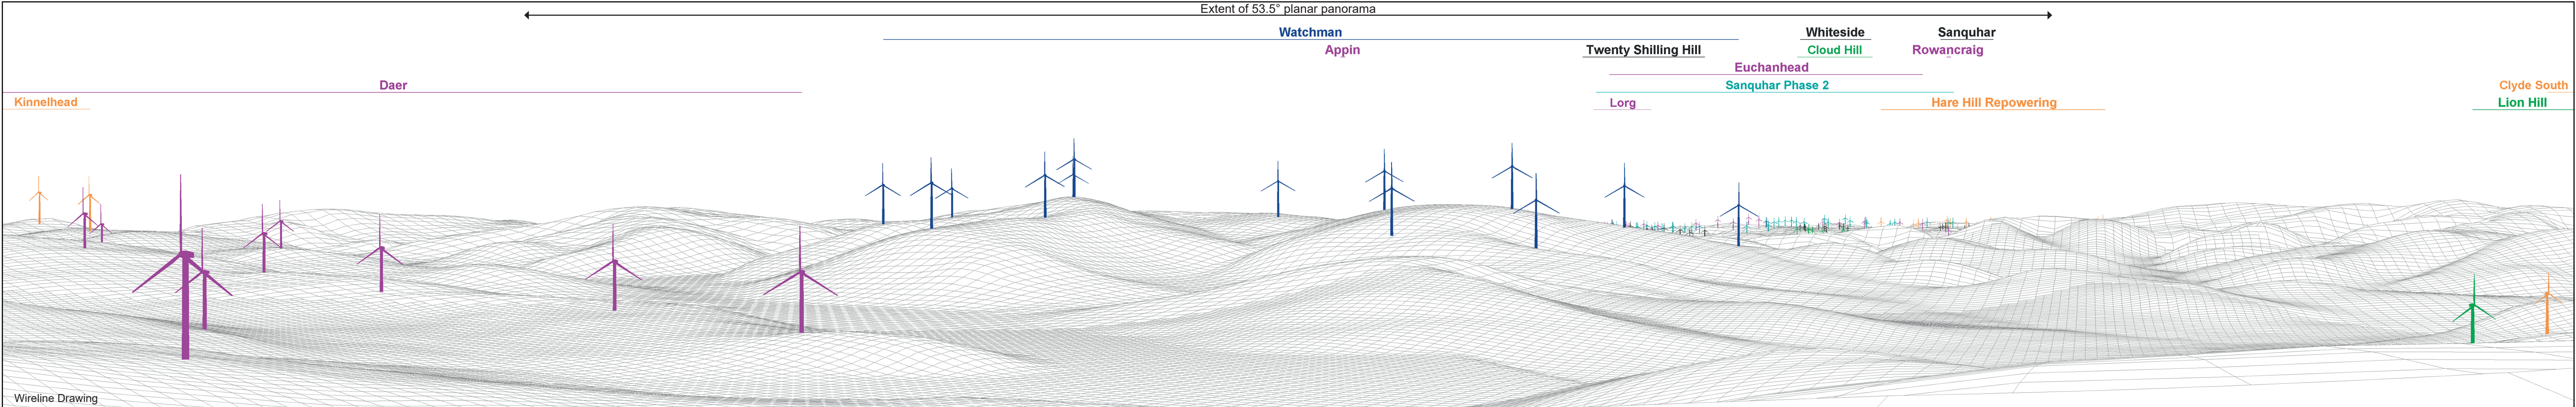 Extent of 53.5° planar panorama
Watchman Whiteside Sanquhar
Appin Twenty Shilling Hill Cloud Hill Rowancraig
Euchanhead
Daer Sanquhar Phase 2 Clyde South
Kinnelhead Lorg Hare Hill Repowering Lion Hill
Wireline Drawing